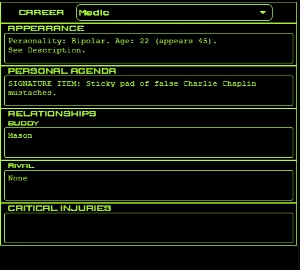 CAREER Medic
APPEARANCE
Personality: Bipolar. Age: 22 (appears 45).
See Description.
PERSONAL AGENDA
SIGNATURE ITEM: Sticky pad of false Charlie Chaplin
mustaches.
RELATIONSHIPS
BUDDY
Mason
RIVAL
None
CRITICAL INJURIES